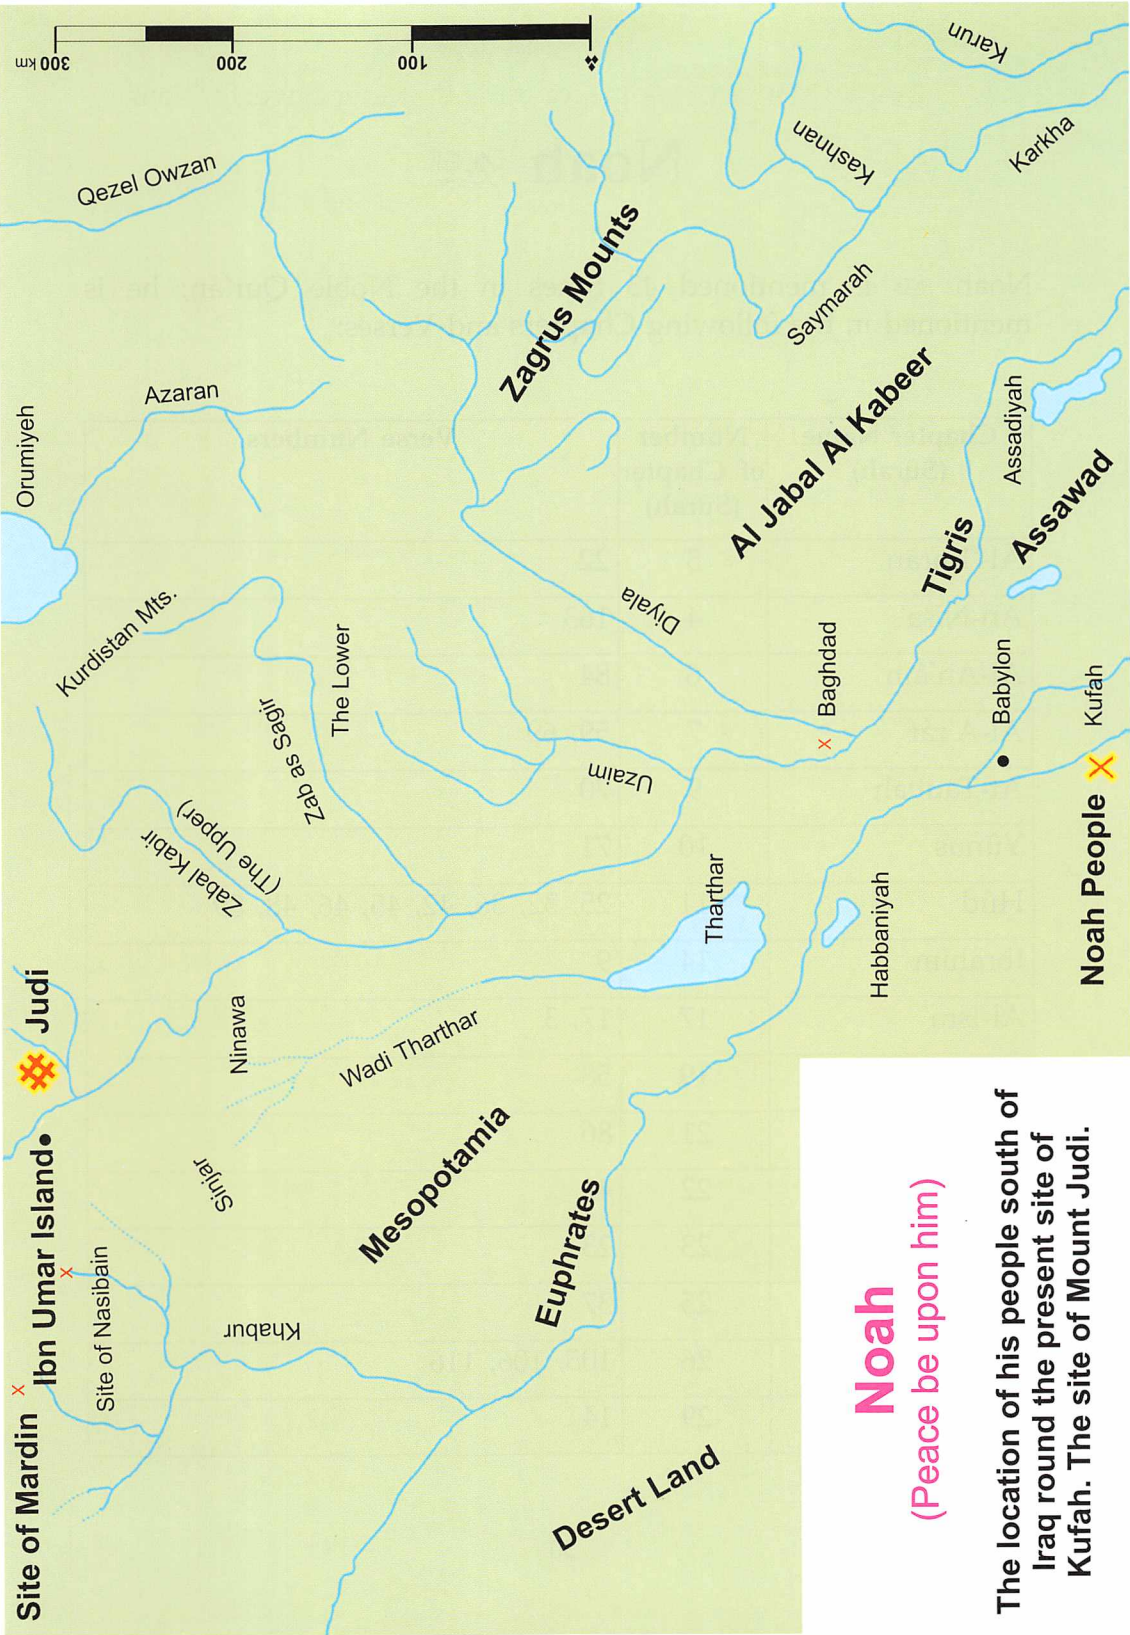 Site of Mardin
Ibn Umar Island
Judi
Orumiyeh
Site of Nasibain
Kurdistan Mts.
Qezel Owzan
Azaran
Sinjar
Ninawa
Zabal Kabir
(The Upper)
Zab as Sagir
The Lower
Khabur
Wadi Tharthar
Mesopotamia
Euphrates
Uzaim
Diyala
Zagrus Mounts
Tharthar
Desert Land
Baghdad
Al Jabal Al Kabeer
Saymarah
Kashnan
Habbaniyah
Tigris
Karun
Babylon
Assadiyah
Assawad
Karkha
Kufah
Noah People
300 km
200
100
Noah
(Peace be upon him)
The location of his people south of
Iraq round the present site of
Kufah. The site of Mount Judi.